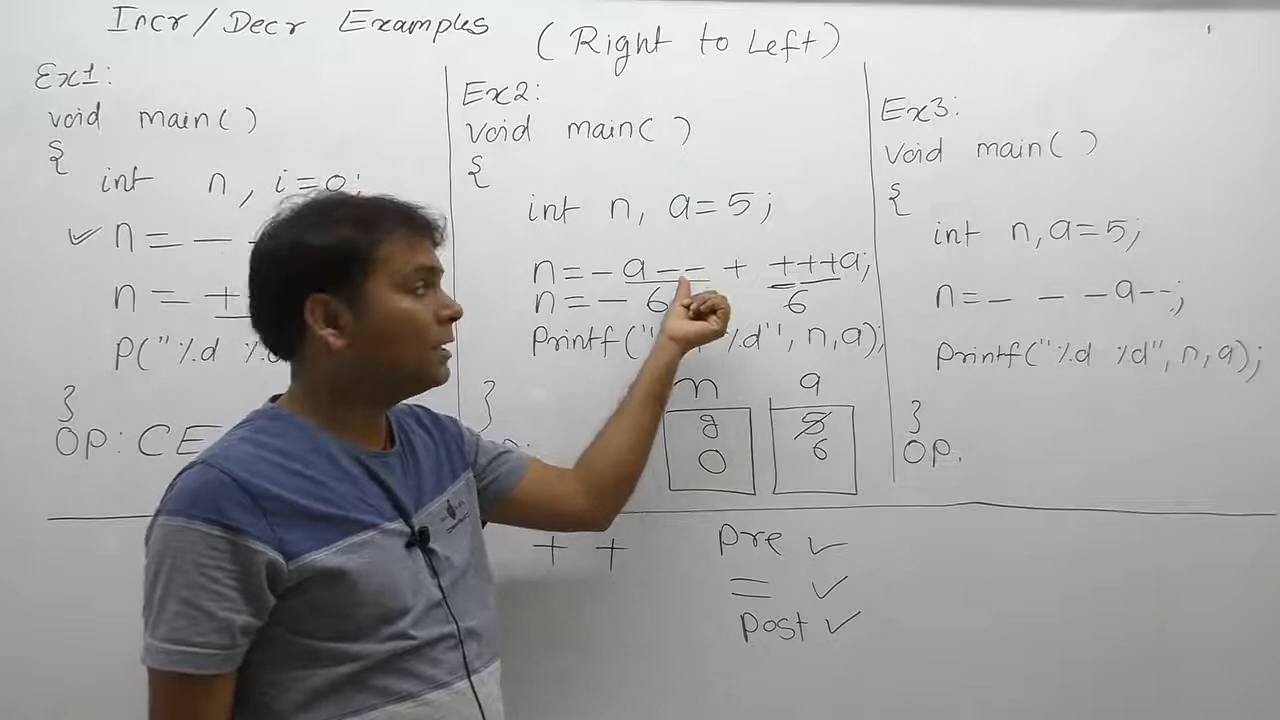 Incr/Decr Examples
(Right to Left)
Ex1:
void main()
{
int n, i=0;
✓ n = -
n = +
P("%d %d
}
OP: CE
Ex2:
void main()
{
int n, a=5;
n = - a -- + +++a;
n = - 6 6
Printf(" %d", n,a);
}
n a
g 5
0 6
+ + Pre ✓
= ✓
Post ✓
Ex3:
void main()
{
int n,a=5;
n = - - -a--;
Printf("%d %d", n,a);
}
OP.